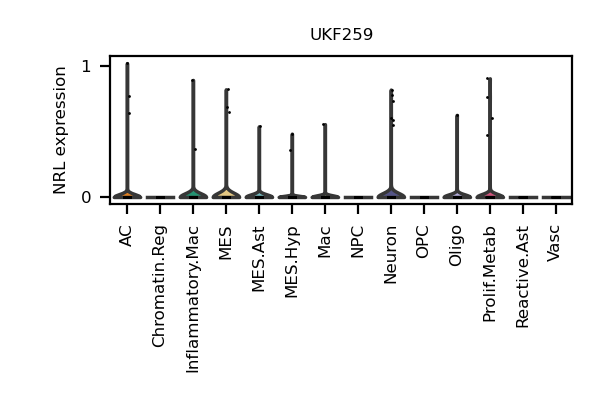 UKF259
NRL expression
1
0
AC
Chromatin.Reg
Inflammatory.Mac
MES
MES.Ast
MES.Hyp
Mac
NPC
Neuron
OPC
Oligo
Prolif.Metab
Reactive.Ast
Vasc